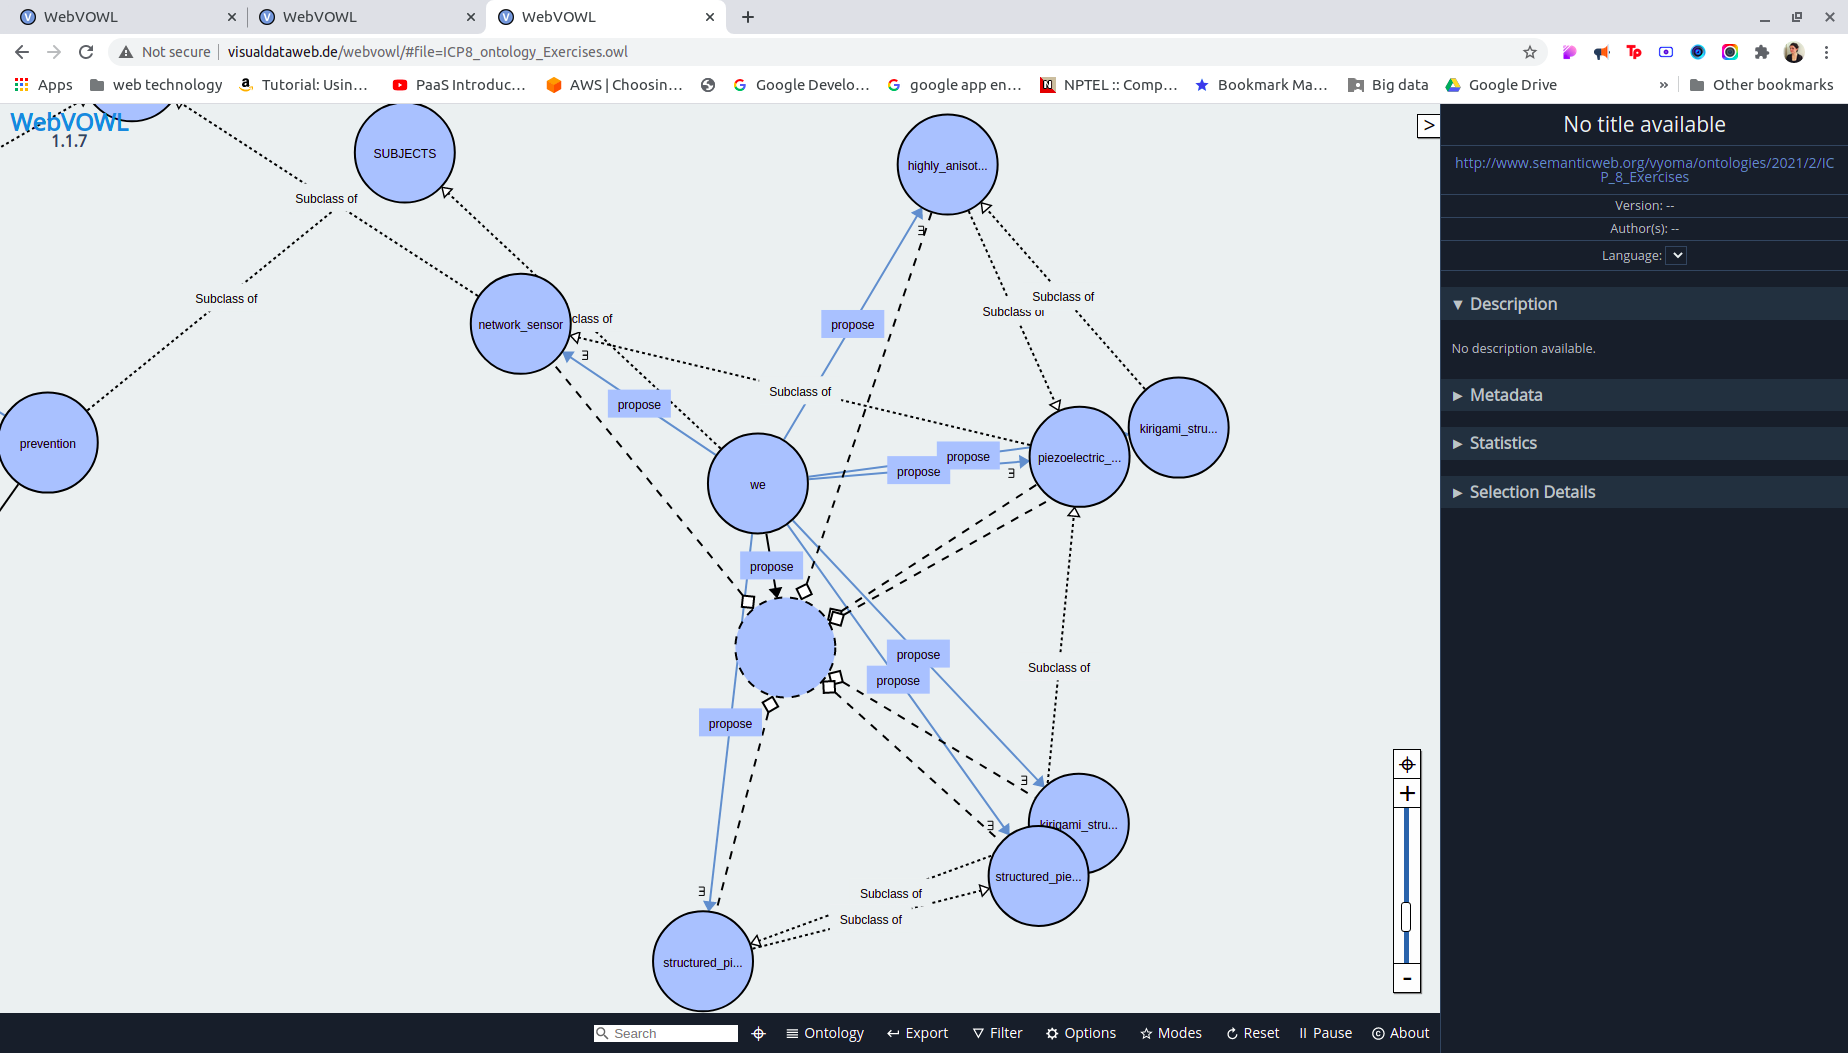 WebVOWL
WebVOWL
WebVOWL
Not secure
visualdataweb.de/webvowl/#file=ICP8_ontology_Exercises.owl
Apps
web technology
Tutorial: Usin...
PaaS Introduc...
AWS | Choosin...
Google Develo...
google app en...
NPTEL :: Comp...
Bookmark Ma...
Big data
Google Drive
»
Other bookmarks
WebVOWL
1.1.7
SUBJECTS
highly_anisot...
>
Subclass of
Subclass of
Subclass of
Subclass of
network_sensor
class of
propose
propose
Subclass of
prevention
we
propose
propose
piezoelectric_...
kirigami_stru...
propose
propose
propose
propose
Subclass of
kirigami_stru...
structured_pie...
Subclass of
Subclass of
structured_pi...
+
-
No title available
http://www.semanticweb.org/vyoma/ontologies/2021/2/IC
P_8_Exercises
Version: --
Author(s): --
Language:
▼ Description
No description available.
▶ Metadata
▶ Statistics
▶ Selection Details
Search
Ontology
Export
Filter
Options
Modes
Reset
Pause
About